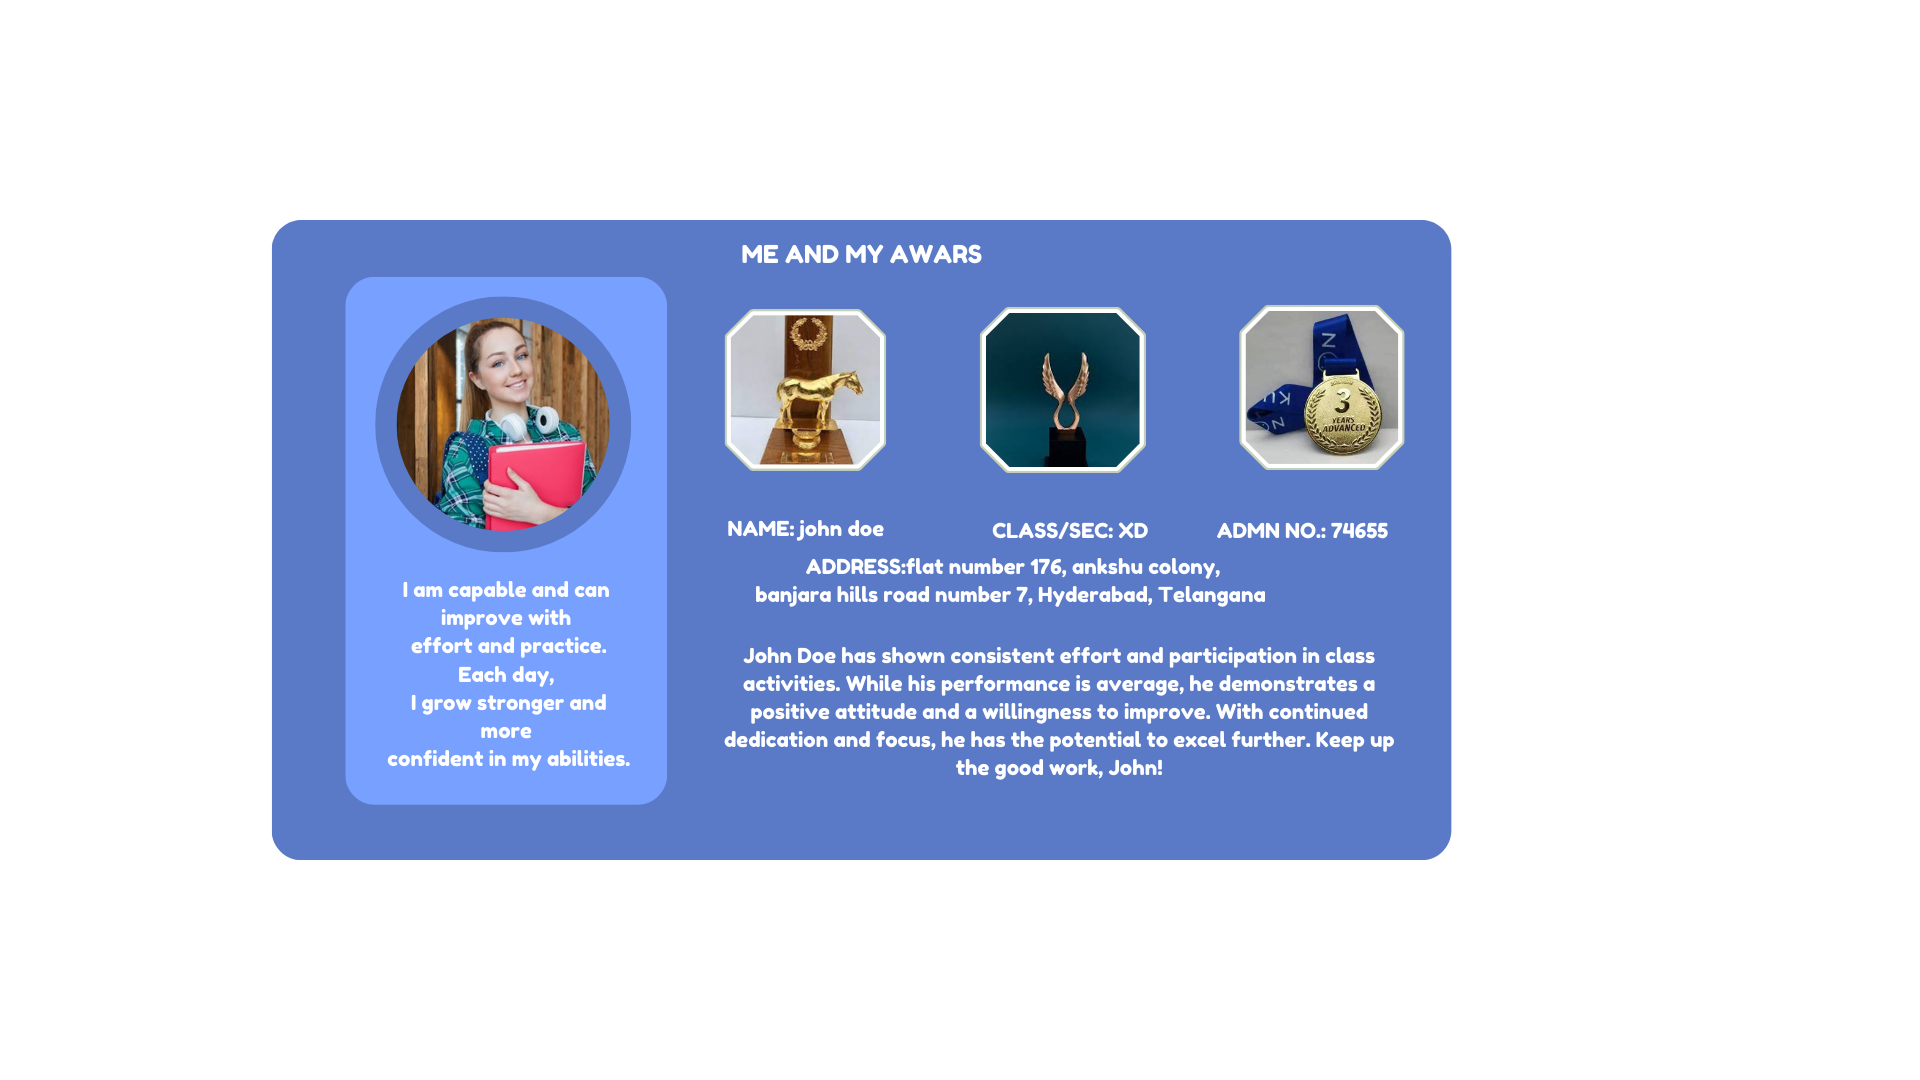 ME AND MY AWARS
I am capable and can
improve with
effort and practice.
Each day,
I grow stronger and
more
confident in my abilities.
N
KU
NO
3
YEARS
ADVANCED
NAME: john doe
CLASS/SEC: XD
ADMN NO.: 74655
ADDRESS:flat number 176, ankshu colony,
banjara hills road number 7, Hyderabad, Telangana
John Doe has shown consistent effort and participation in class
activities. While his performance is average, he demonstrates a
positive attitude and a willingness to improve. With continued
dedication and focus, he has the potential to excel further. Keep up
the good work, John!